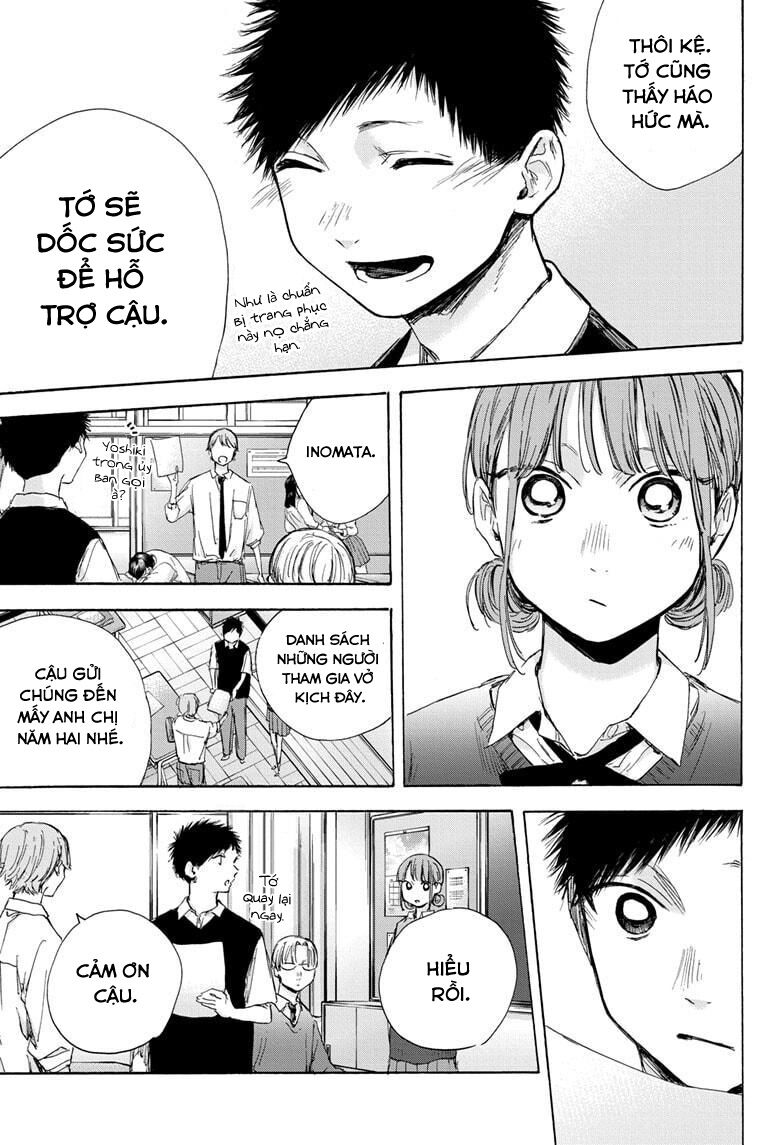 THÔI KỆ.
TỚ CŨNG
THẤY HÁO
HỨC MÀ.
TỚ SẼ
DỐC SỨC
ĐỂ HỖ
TRỢ CẬU.
Như là chuẩn
bị trang phục
này nọ chẳng
hạn.
INOMATA.
Yoshiki
trong ủy
ban gọi
à?
DANH SÁCH
NHỮNG NGƯỜI
THAM GIA VỞ
KỊCH ĐÂY.
CẬU GỬI
CHÚNG ĐẾN
MẤY ANH CHỊ
NĂM HAI NHÉ.
HIỂU
RỒI.
Tớ
quay lại
ngay.
CẢM ƠN
CẬU.